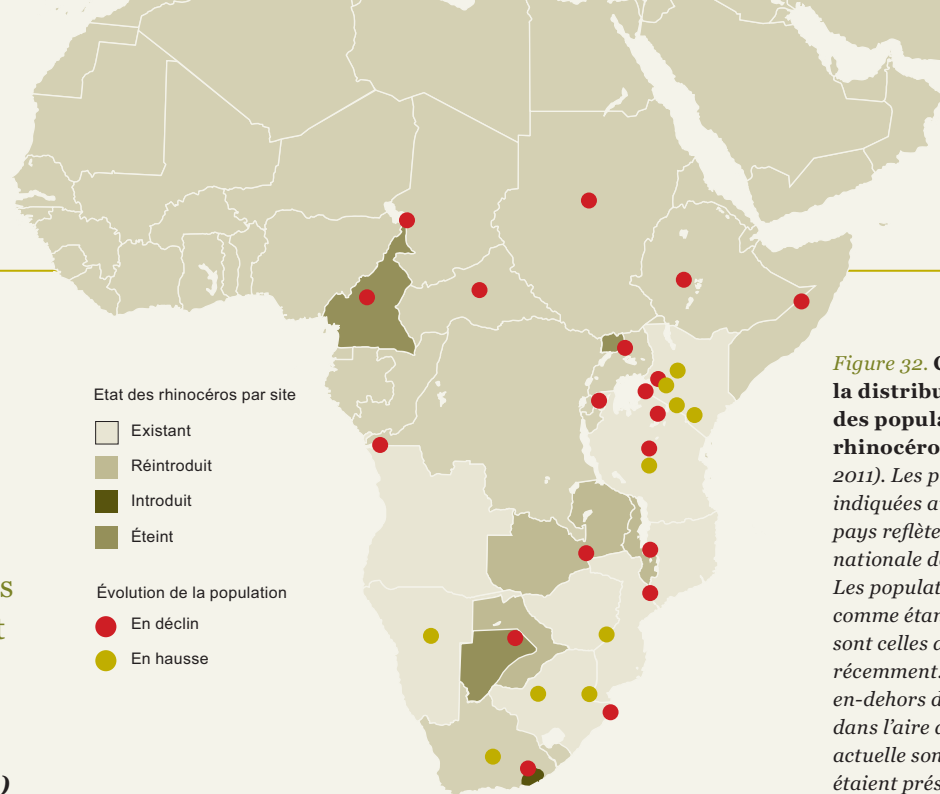 Etat des rhinocéros par site
Existant
Réintroduit
Introduit
Éteint
Évolution de la population
En déclin
En hausse
s
t
)
Figure 32.
la distribu
des popula
rhinocéro
2011). Les p
indiquées a
pays reflète
nationale d
Les populat
comme étan
sont celles
récemment.
en-dehors d
dans l'aire
actuelle son
étaient prés